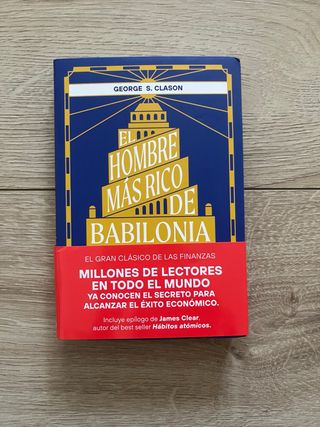 GEORGE S. CLASON
EL
HOMBRE
MÁS RICO
DE
BABILONIA
EL GRAN CLÁSICO DE LAS FINANZAS
MILLONES DE LECTORES
EN TODO EL MUNDO
YA CONOCEN EL SECRETO PARA
ALCANZAR EL ÉXITO ECONÓMICO.
Incluye epílogo de James Clear,
autor del best seller Hábitos atómicos.